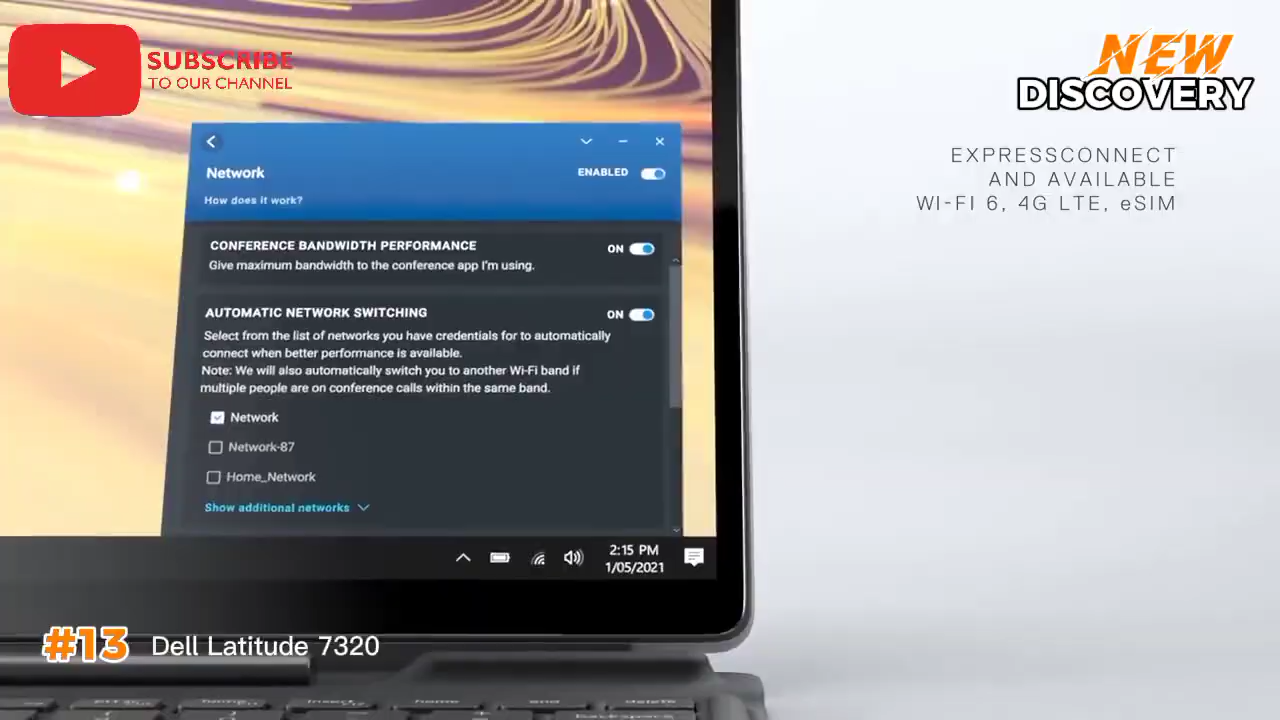 SUBSCRIBE
TO OUR CHANNEL
NEW
DISCOVERY
EXPRESSCONNECT
AND AVAILABLE
WI-FI 6, 4G LTE, eSIM
Network
ENABLED
How does it work?
CONFERENCE BANDWIDTH PERFORMANCE
ON
Give maximum bandwidth to the conference app I'm using.
AUTOMATIC NETWORK SWITCHING
ON
Select from the list of networks you have credentials for to automatically
connect when better performance is available.
Note: We will also automatically switch you to another Wi-Fi band if
multiple people are on conference calls within the same band.
Network
Network-87
Home_Network
Show additional networks
2:15 PM
1/05/2021
#13 Dell Latitude 7320
home
end
delete
backspace